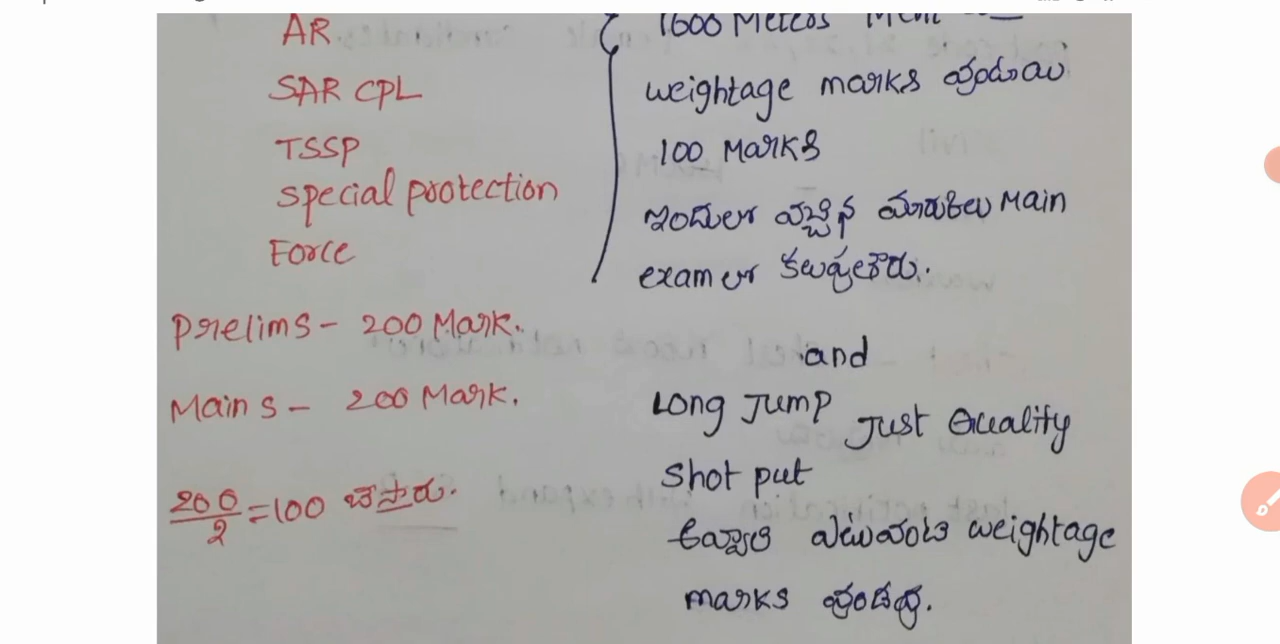 AR
SAR CPL
TSSP
Special protection
Force
Prelims - 200 Mark.
Mains - 200 Mark.
200/2 = 100 చేస్తారు.
1600 Meters
weightage marks వుంటాయి
100 Marks
ఇందులో వచ్చిన మార్కులు Main
exam లో కలుపుతారు.
and
Long Jump Just Quality
Shot put
వీటికి ఎటువంటి weightage
marks వుండవు.